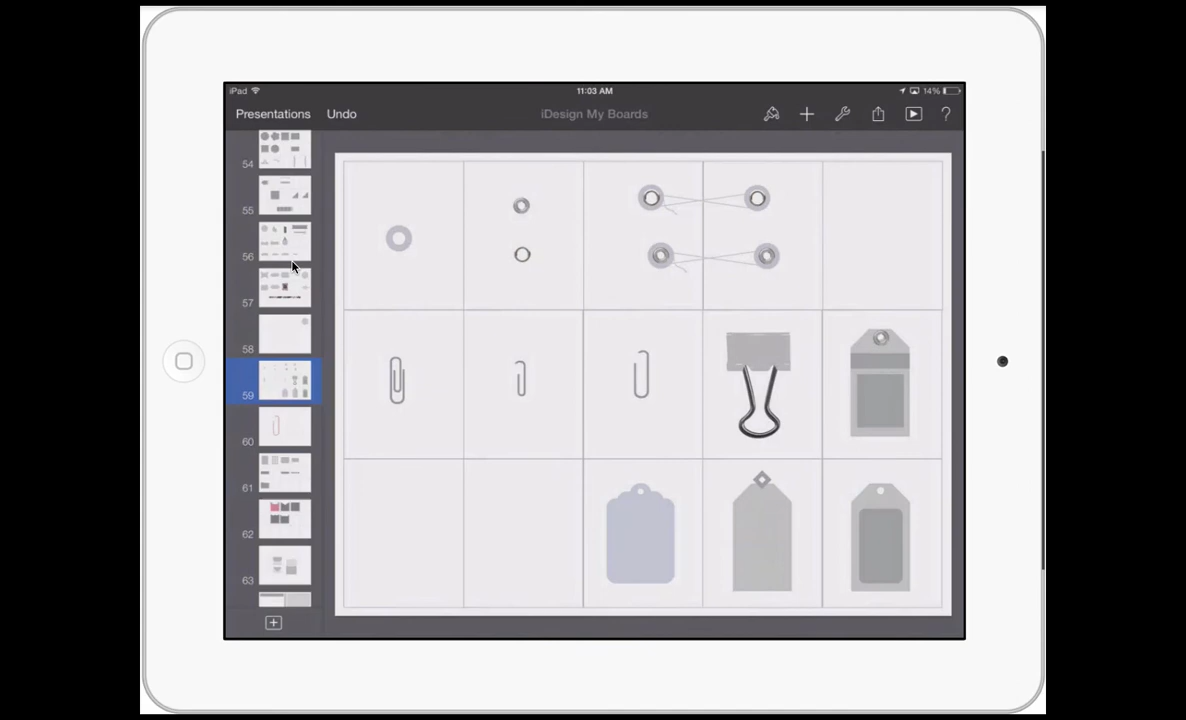 iPad
11:03 AM
14%
Presentations
Undo
iDesign My Boards
?
54
55
56
57
58
59
60
61
62
63